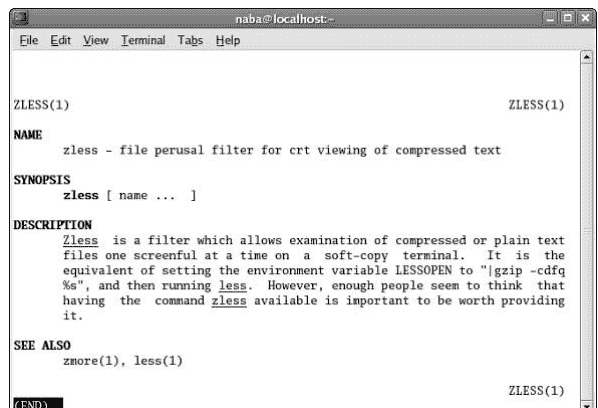 naba@localhost:~
File Edit View Terminal Tabs Help
ZLESS(1) ZLESS(1)
NAME
zless - file perusal filter for crt viewing of compressed text
SYNOPSIS
zless [ name ... ]
DESCRIPTION
Zless is a filter which allows examination of compressed or plain text
files one screenful at a time on a soft-copy terminal. It is the
equivalent of setting the environment variable LESSOPEN to "|gzip -cdfq
%s", and then running less. However, enough people seem to think that
having the command zless available is important to be worth providing
it.
SEE ALSO
zmore(1), less(1)
ZLESS(1)
(END)